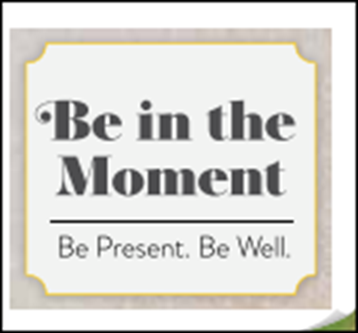 Be in the
Moment
Be Present. Be Well.